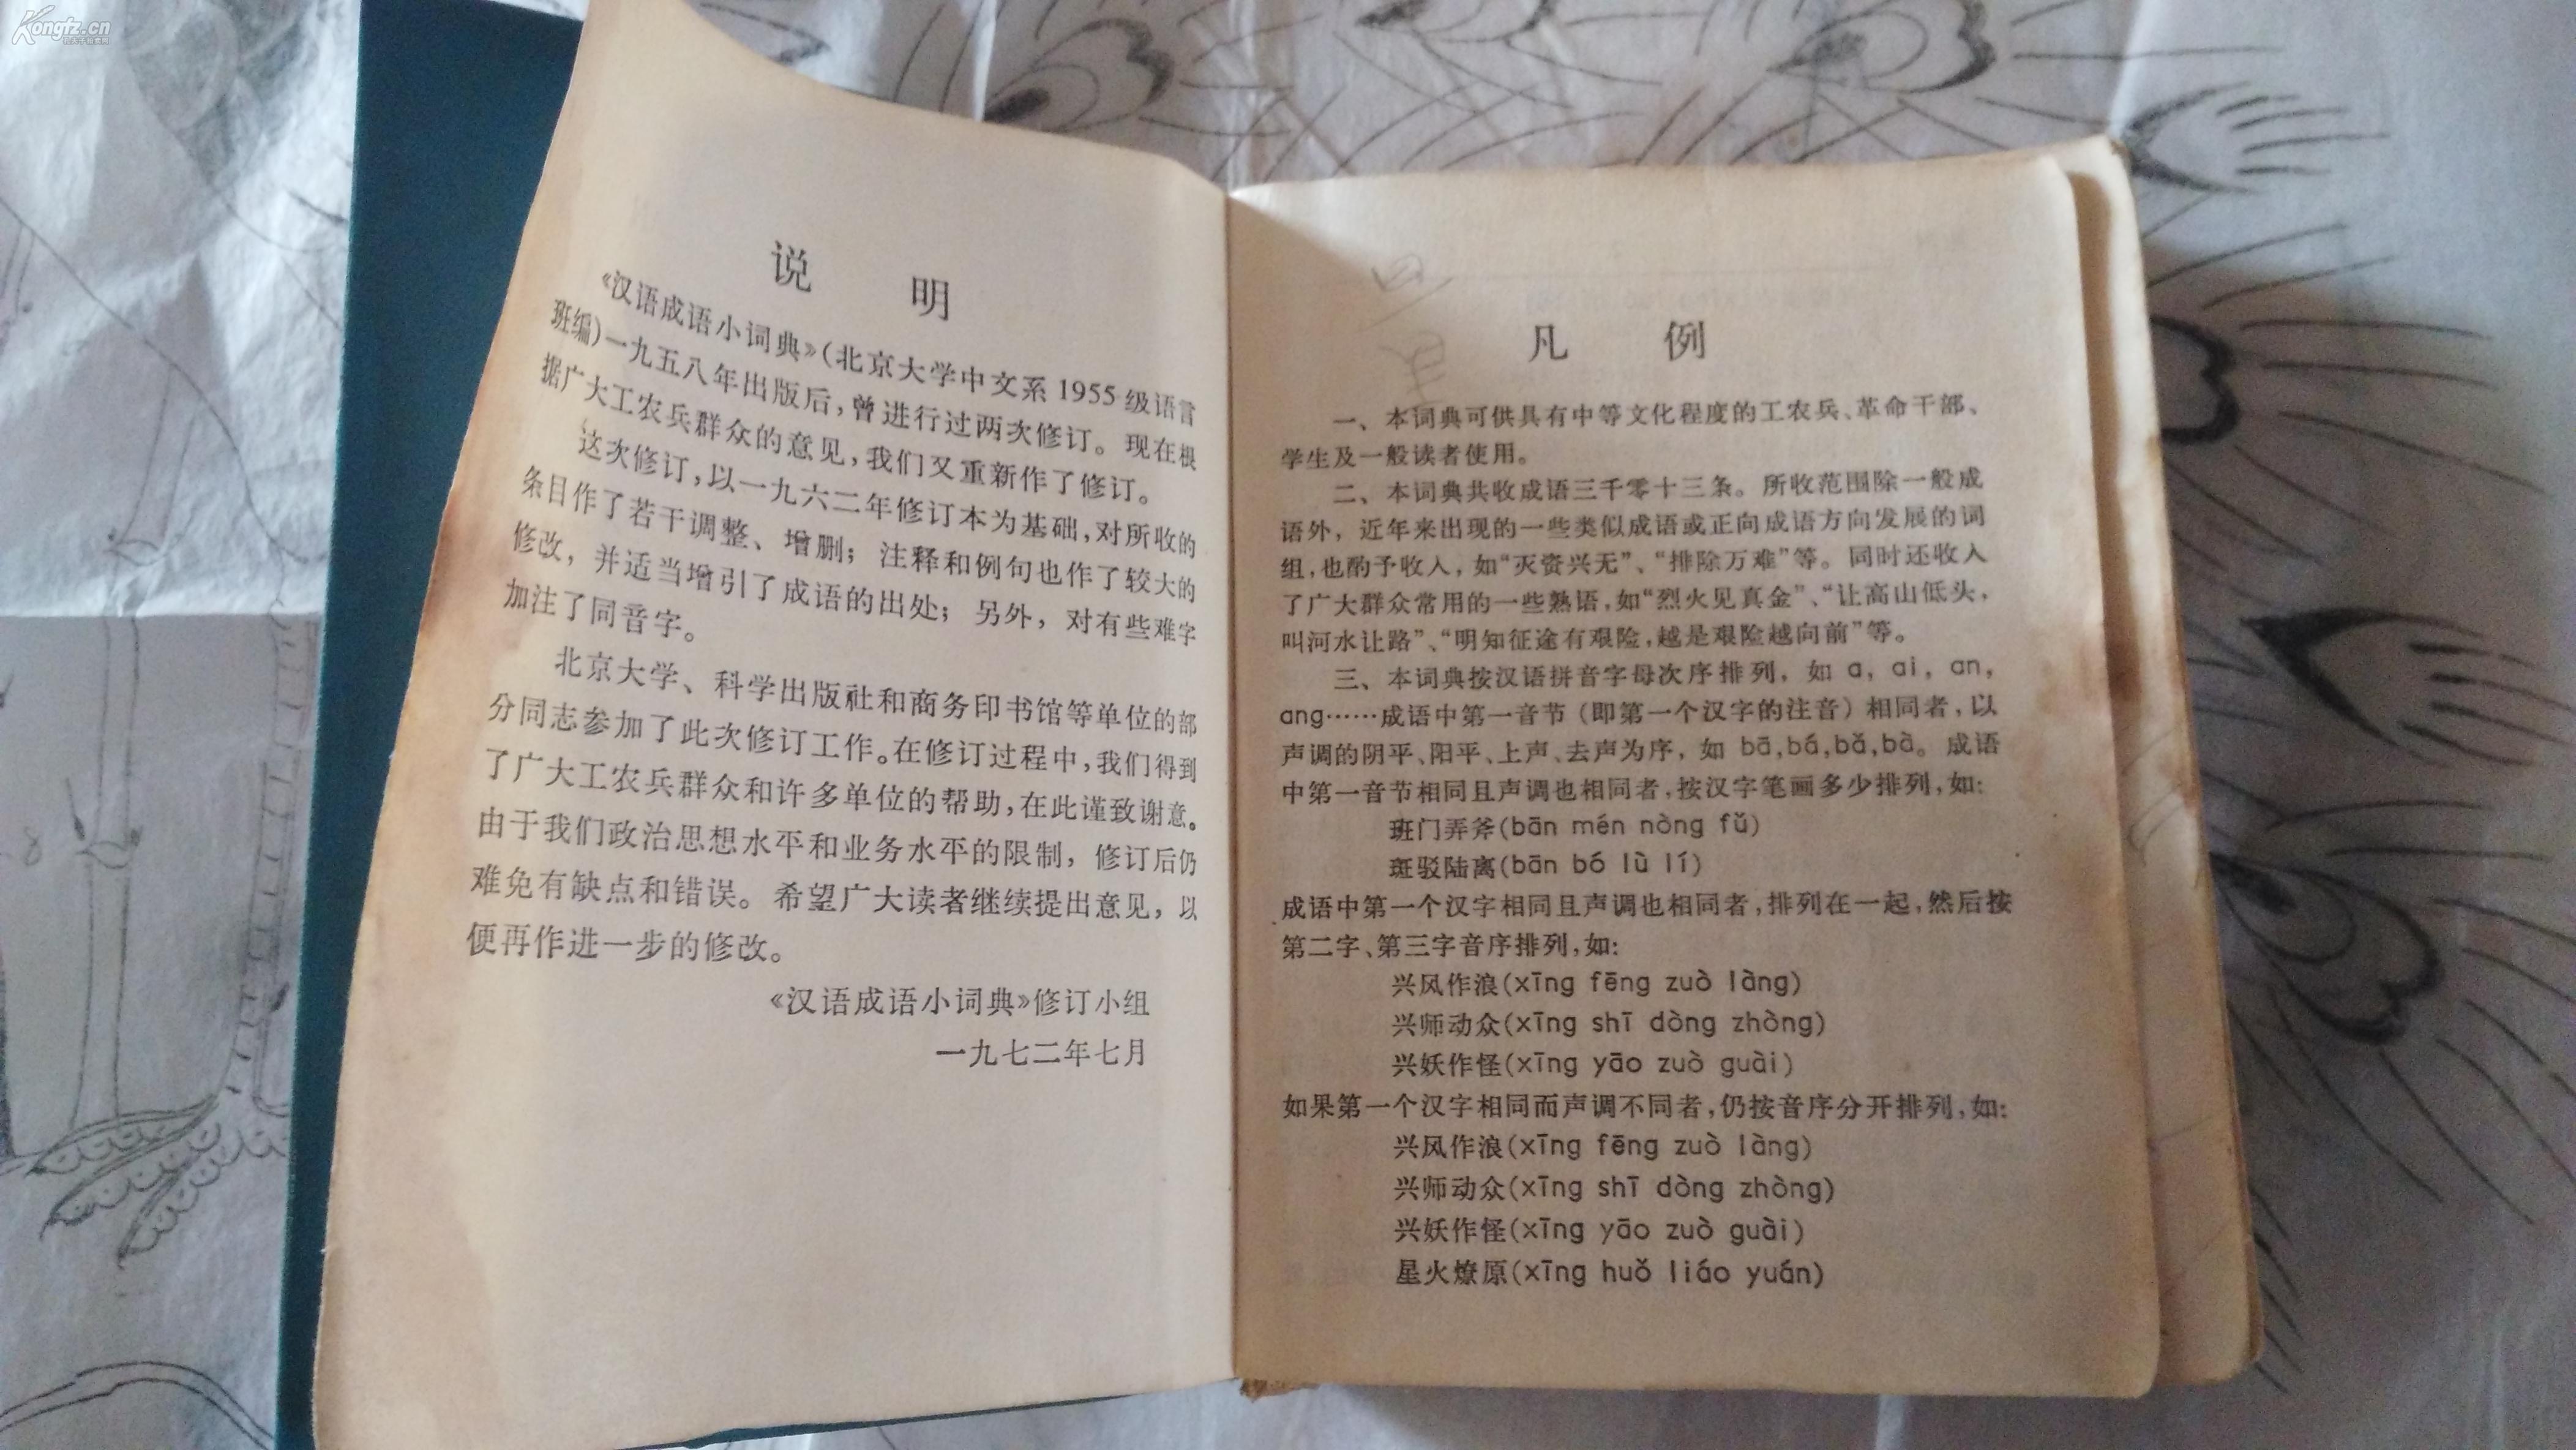 Kongfz.cn
说 明
《汉语成语小词典》(北京大学中文系1955级语言
班编)一九五八年出版后,曾进行过两次修订。现在根
据广大工农兵群众的意见,我们又重新作了修订。
这次修订,以一九六二年修订本为基础,对所收的
条目作了若干调整、增删;注释和例句也作了较大的
修改,并适当增引了成语的出处;另外,对有些难字
加注了同音字。
北京大学、科学出版社和商务印书馆等单位的部
分同志参加了此次修订工作。在修订过程中,我们得到
了广大工农兵群众和许多单位的帮助,在此谨致谢意。
由于我们政治思想水平和业务水平的限制,修订后仍
难免有缺点和错误。希望广大读者继续提出意见,以
便再作进一步的修改。
《汉语成语小词典》修订小组
一九七二年七月
凡 例
一、本词典可供具有中等文化程度的工农兵、革命干部、
学生及一般读者使用。
二、本词典共收成语三千零十三条。所收范围除一般成
语外,近年来出现的一些类似成语或正向成语方向发展的词
组,也酌予收入,如“灭资兴无”、“排除万难”等。同时还收入
了广大群众常用的一些熟语,如“烈火见真金”、“让高山低头,
叫河水让路”、“明知征途有艰险,越是艰险越向前”等。
三、本词典按汉语拼音字母次序排列,如 a, ai, an,
ang……成语中第一音节(即第一个汉字的注音)相同者,以
声调的阴平、阳平、上声、去声为序,如 bā,bá,bǎ,bà。成语
中第一音节相同且声调也相同者,按汉字笔画多少排列,如:
班门弄斧(bān mén nòng fǔ)
斑驳陆离(bān bó lù lí)
成语中第一个汉字相同且声调也相同者,排列在一起,然后按
第二字、第三字音序排列,如:
兴风作浪(xīng fēng zuò làng)
兴师动众(xīng shī dòng zhòng)
兴妖作怪(xīng yāo zuò guài)
如果第一个汉字相同而声调不同者,仍按音序分开排列,如:
兴风作浪(xīng fēng zuò làng)
兴师动众(xīng shī dòng zhòng)
兴妖作怪(xīng yāo zuò guài)
星火燎原(xīng huǒ liáo yuán)